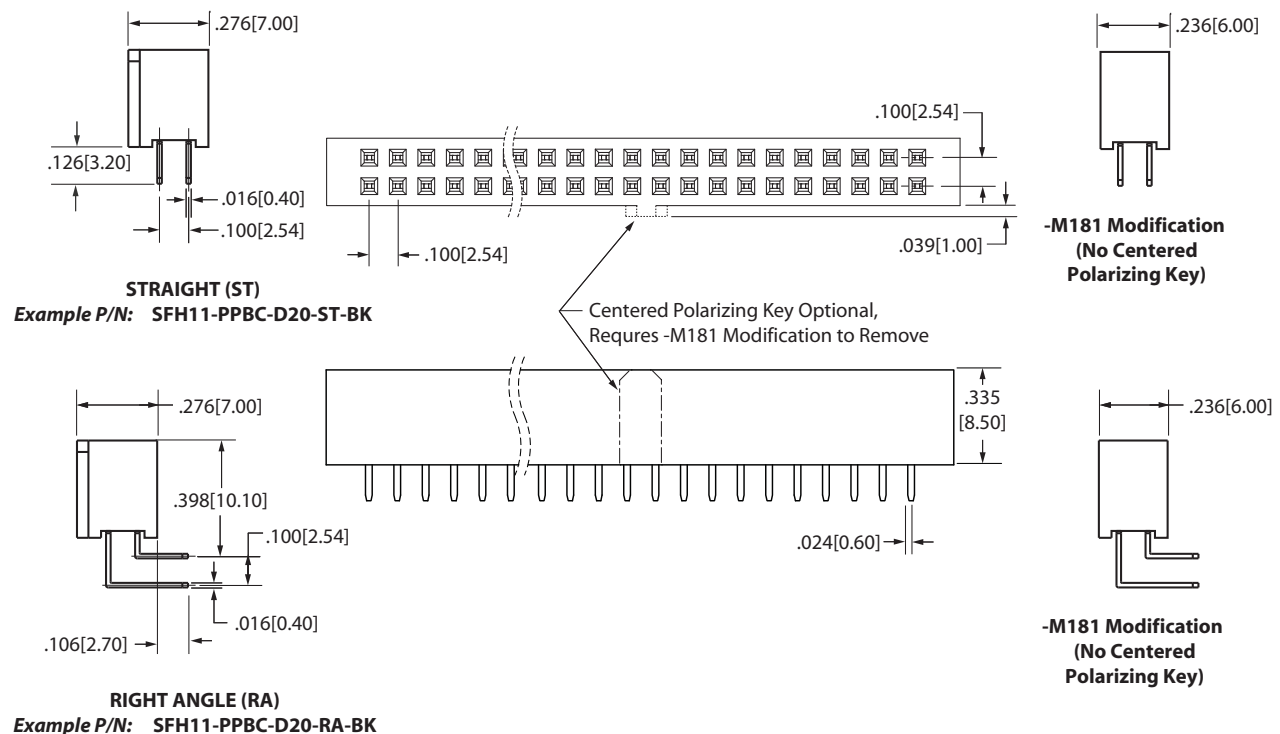 .276[7.00]
.236[6.00]
.100[2.54]
.126[3.20]
.016[0.40]
.100[2.54]
.100[2.54]
.039[1.00]
-M181 Modification
(No Centered
Polarizing Key)
STRAIGHT (ST)
Example P/N: SFH11-PPBC-D20-ST-BK
Centered Polarizing Key Optional,
Requres -M181 Modification to Remove
.276[7.00]
.335
[8.50]
.236[6.00]
.398[10.10]
.100[2.54]
.024[0.60]
.016[0.40]
.106[2.70]
-M181 Modification
(No Centered
Polarizing Key)
RIGHT ANGLE (RA)
Example P/N: SFH11-PPBC-D20-RA-BK